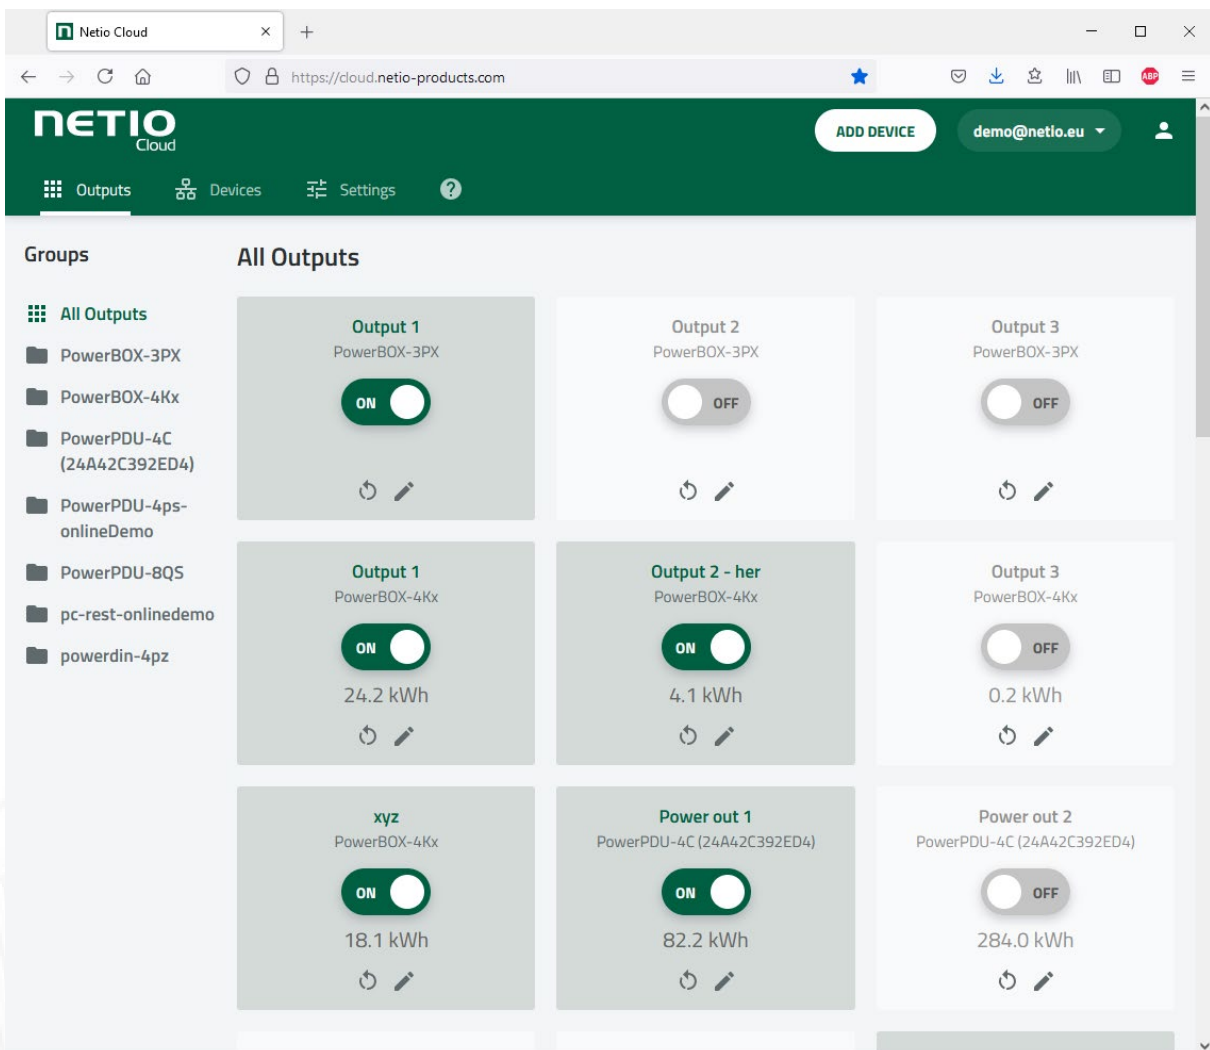 Netio Cloud
https://cloud.netio-products.com
ABP
NETIO
Cloud
ADD DEVICE
demo@netio.eu
Outputs
Devices
Settings
?
Groups
All Outputs
PowerBOX-3PX
PowerBOX-4Kx
PowerPDU-4C
(24A42C392ED4)
PowerPDU-4ps-
onlineDemo
PowerPDU-8QS
pc-rest-onlinedemo
powerdin-4pz
All Outputs
Output 1
PowerBOX-3PX
ON
Output 2
PowerBOX-3PX
OFF
Output 3
PowerBOX-3PX
OFF
Output 1
PowerBOX-4Kx
ON
24.2 kWh
Output 2 - her
PowerBOX-4Kx
ON
4.1 kWh
Output 3
PowerBOX-4Kx
OFF
0.2 kWh
xyz
PowerBOX-4Kx
ON
18.1 kWh
Power out 1
PowerPDU-4C (24A42C392ED4)
ON
82.2 kWh
Power out 2
PowerPDU-4C (24A42C392ED4)
OFF
284.0 kWh